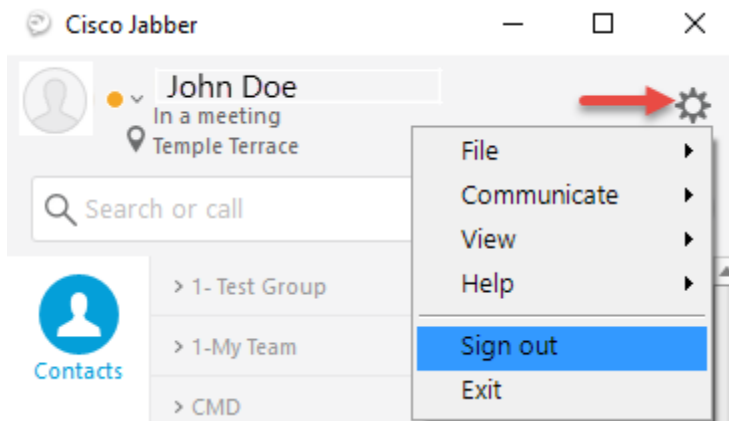 Cisco Jabber
John Doe
In a meeting
Temple Terrace
File
Communicate
View
Help
Sign out
Exit
Search or call
Contacts
> 1- Test Group
> 1-My Team
> CMD